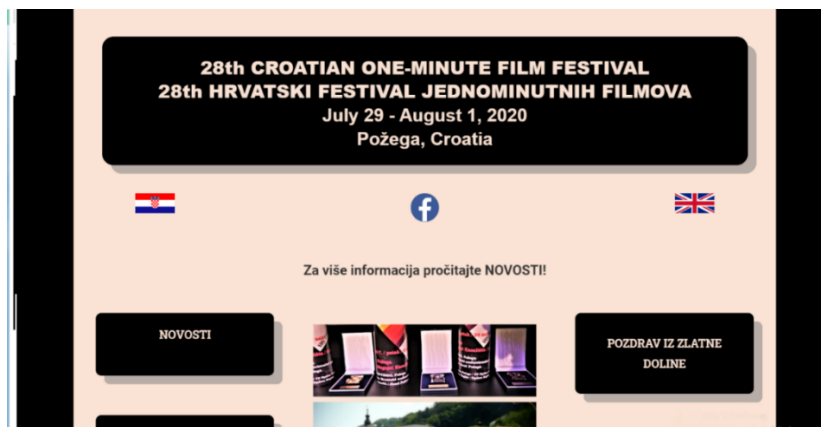 28th CROATIAN ONE-MINUTE FILM FESTIVAL
28th HRVATSKI FESTIVAL JEDNOMINUTNIH FILMOVA
July 29 - August 1, 2020
Požega, Croatia
Za više informacija pročitajte NOVOSTI!
NOVOSTI
POZDRAV IZ ZLATNE
DOLINE